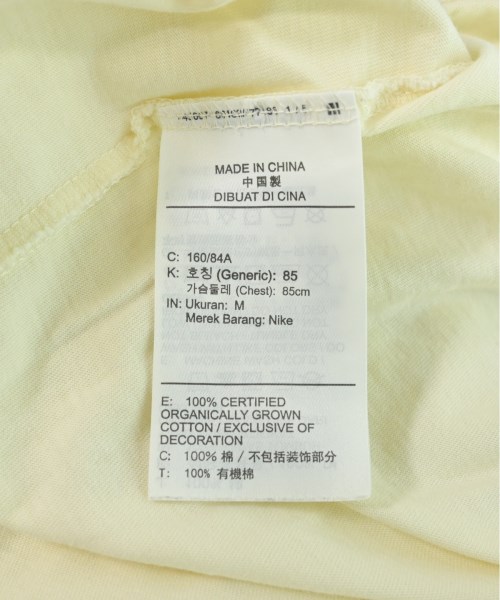 MADE IN CHINA
中国製
DIBUAT DI CINA
C: 160/84A
K: 호칭 (Generic): 85
가슴둘레 (Chest): 85cm
IN: Ukuran: M
Merek Barang: Nike
E: 100% CERTIFIED
ORGANICALLY GROWN
COTTON / EXCLUSIVE OF
DECORATION
C: 100% 棉 / 不包括装饰部分
T: 100% 有機棉